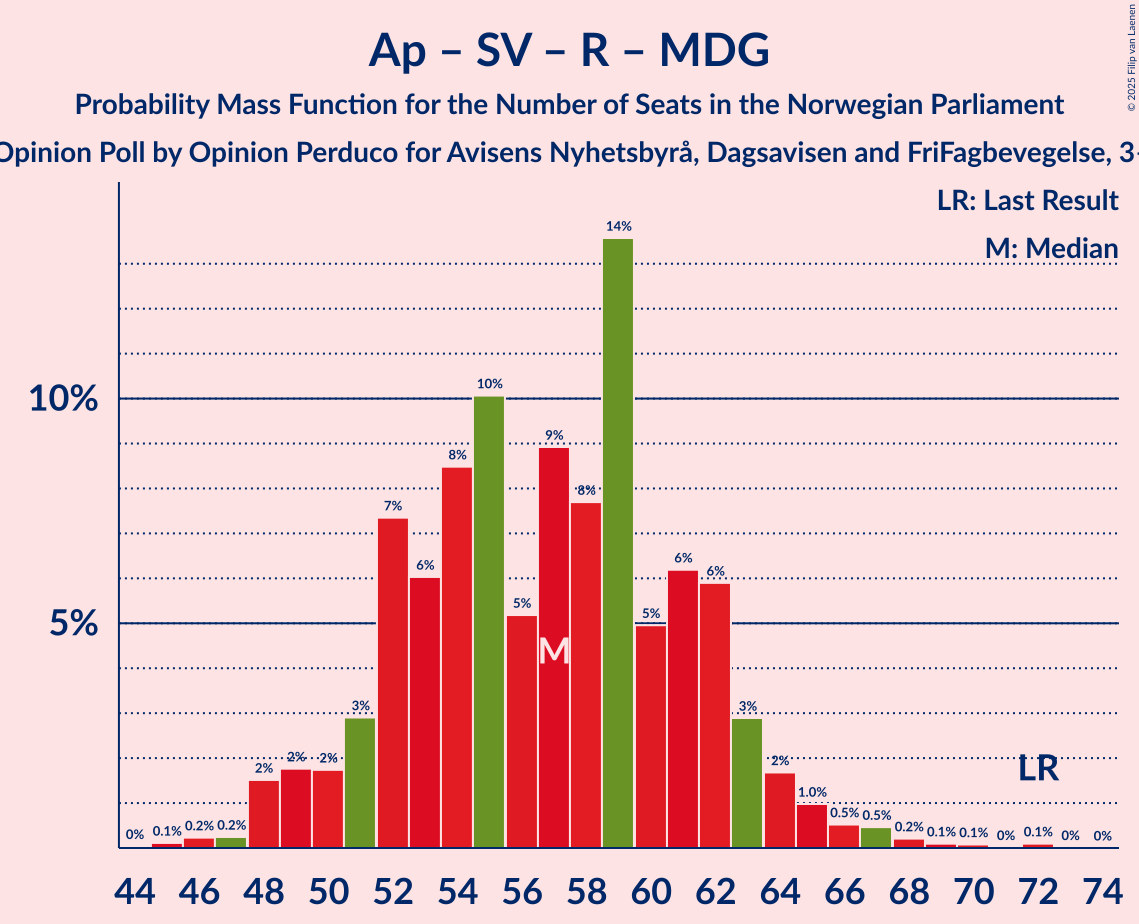 Ap – SV – R – MDG
Probability Mass Function for the Number of Seats in the Norwegian Parliament
Opinion Poll by Opinion Perduco for Avisens Nyhetsbyrå, Dagsavisen and FriFagbevegelse, 3-
© 2025 Filip van Laenen
LR: Last Result
M: Median
10%
5%
0% 0.1% 0.2% 0.2% 2% 2% 2% 3% 7% 6% 8% 10% 5% 9% 8% 14% 5% 6% 6% 3% 2% 1.0% 0.5% 0.5% 0.2% 0.1% 0.1% 0% 0.1% 0% 0%
M
LR
44 46 48 50 52 54 56 58 60 62 64 66 68 70 72 74